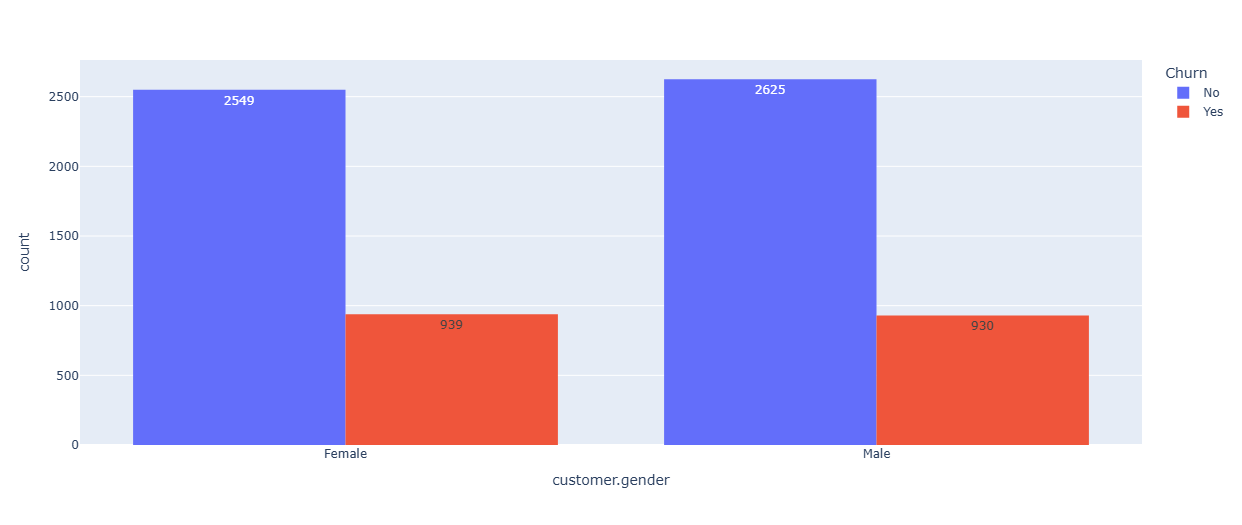 Churn
No
Yes
2500
2000
1500
1000
500
0
count
2549
939
2625
930
Female
Male
customer.gender